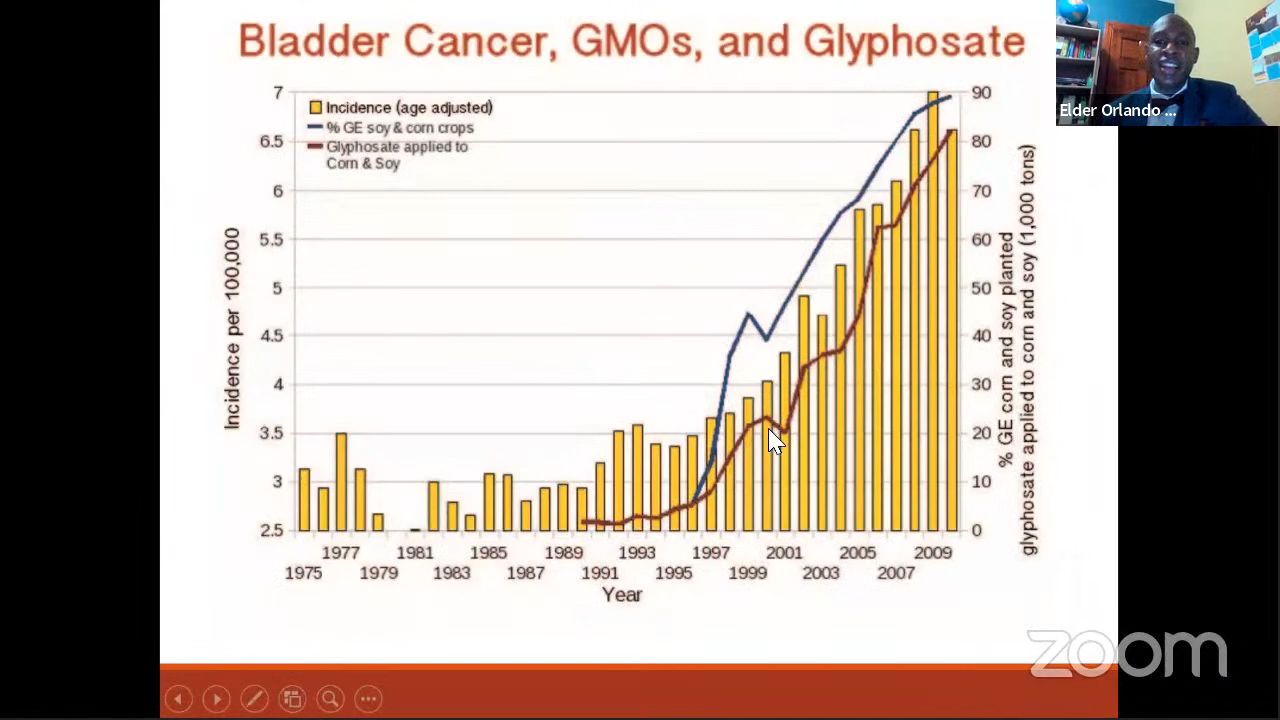 Bladder Cancer, GMOs, and Glyphosate
Elder Orlando ...
Incidence (age adjusted)
% GE soy & corn crops
Glyphosate applied to
Corn & Soy
7
6.5
6
5.5
5
4.5
4
3.5
3
2.5
Incidence per 100,000
90
80
70
60
50
40
30
20
10
0
% GE corn and soy planted
glyphosate applied to corn and soy (1,000 tons)
1977 1981 1985 1989 1993 1997 2001 2005 2009
1975 1979 1983 1987 1991 1995 1999 2003 2007
Year
zoom